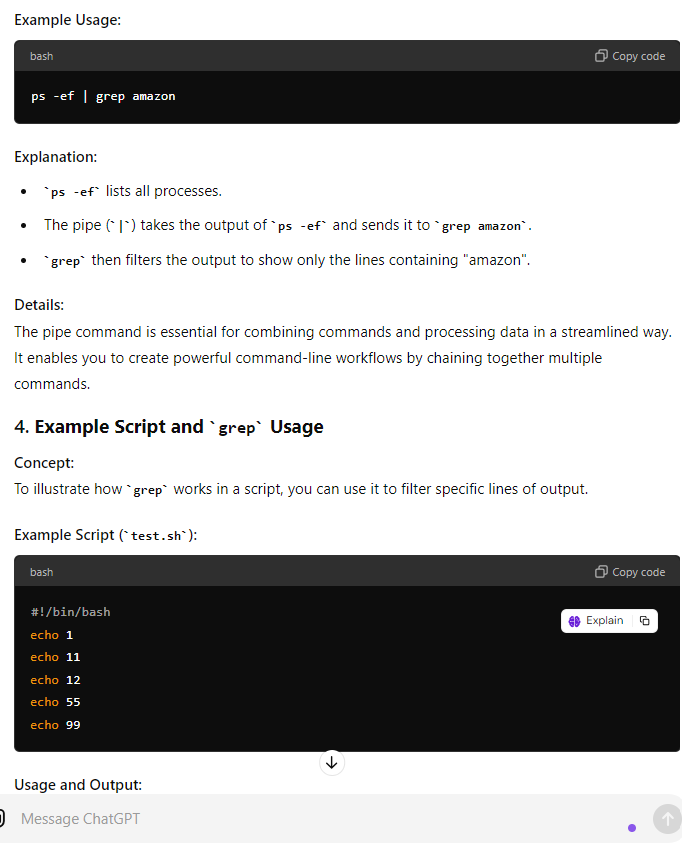 Example Usage:
bash
Copy code
ps -ef | grep amazon
Explanation:
• `ps -ef` lists all processes.
• The pipe (`|`) takes the output of `ps -ef` and sends it to `grep amazon`.
• `grep` then filters the output to show only the lines containing "amazon".
Details:
The pipe command is essential for combining commands and processing data in a streamlined way.
It enables you to create powerful command-line workflows by chaining together multiple
commands.
4. Example Script and `grep` Usage
Concept:
To illustrate how `grep` works in a script, you can use it to filter specific lines of output.
Example Script (`test.sh`):
bash
Copy code
#!/bin/bash
Explain
echo 1
echo 11
echo 12
echo 55
echo 99
Usage and Output:
Message ChatGPT